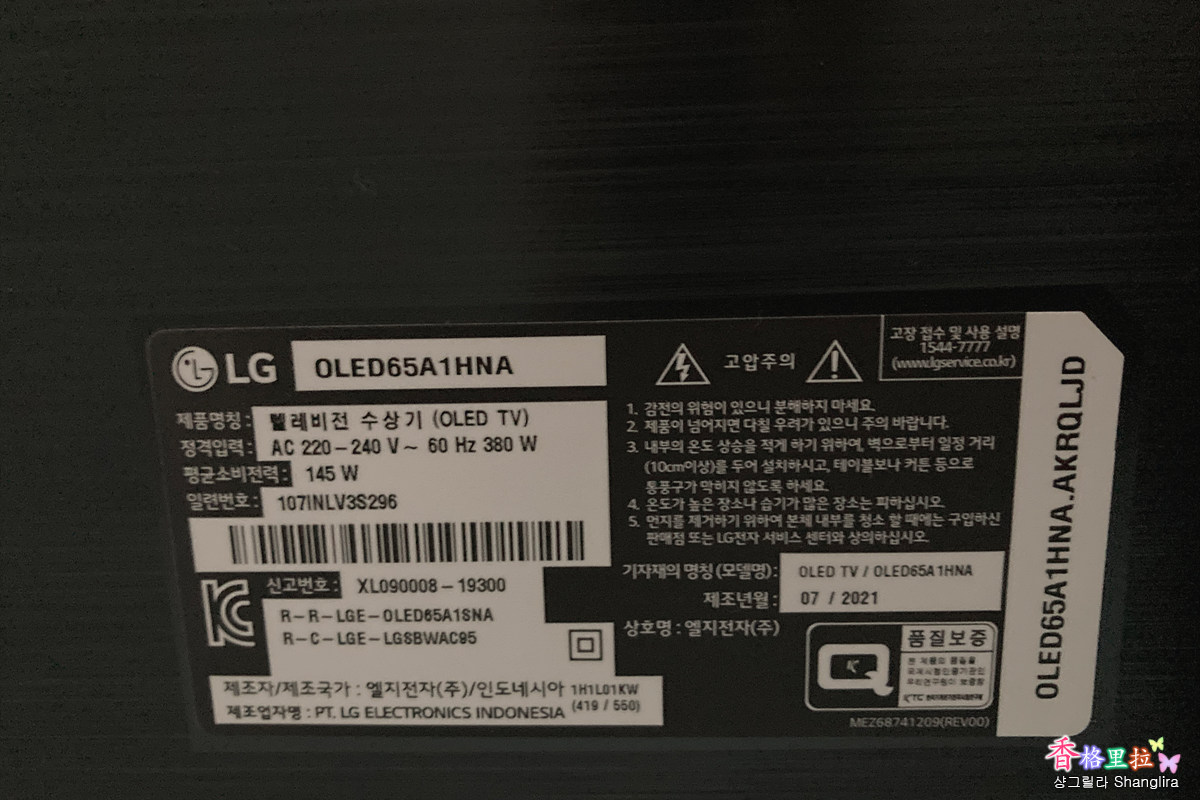 LG OLED65A1HNA
제품명칭 : 텔레비전 수상기 (OLED TV)
정격입력 : AC 220-240 V~ 60 Hz 380 W
평균소비전력 : 145 W
일련번호 : 107INLV3S296
신고번호 : XL090008-19300
R-R-LGE-OLED65A1SNA
R-C-LGE-LGSBWAC95
제조자/제조국가 : 엘지전자(주)/인도네시아 1H1L01KW
제조업자명 : PT. LG ELECTRONICS INDONESIA (419 / 550)
고압주의
고장 접수 및 사용 설명
1544-7777
(www.lgservice.co.kr)
1. 감전의 위험이 있으니 분해하지 마세요.
2. 제품이 넘어지면 다칠 우려가 있으니 주의 바랍니다.
3. 내부의 온도 상승을 적게 하기 위하여, 벽으로부터 일정 거리
(10cm이상)를 두어 설치하시고, 테이블보나 커튼 등으로
통풍구가 막히지 않도록 하세요.
4. 온도가 높은 장소나 습기가 많은 장소는 피하십시오.
5. 먼지를 제거하기 위하여 본체 내부를 청소 할 때에는 구입하신
판매점 또는 LG전자 서비스 센터와 상의하십시오.
기자재의 명칭(모델명) : OLED TV / OLED65A1HNA
제조년월 : 07 / 2021
상호명 : 엘지전자(주)
Q K 품질보증
KTC
MEZ68741209(REV00)
OLED65A1HNA.AKRQLJD
香格里拉
샹그릴라 Shanglira